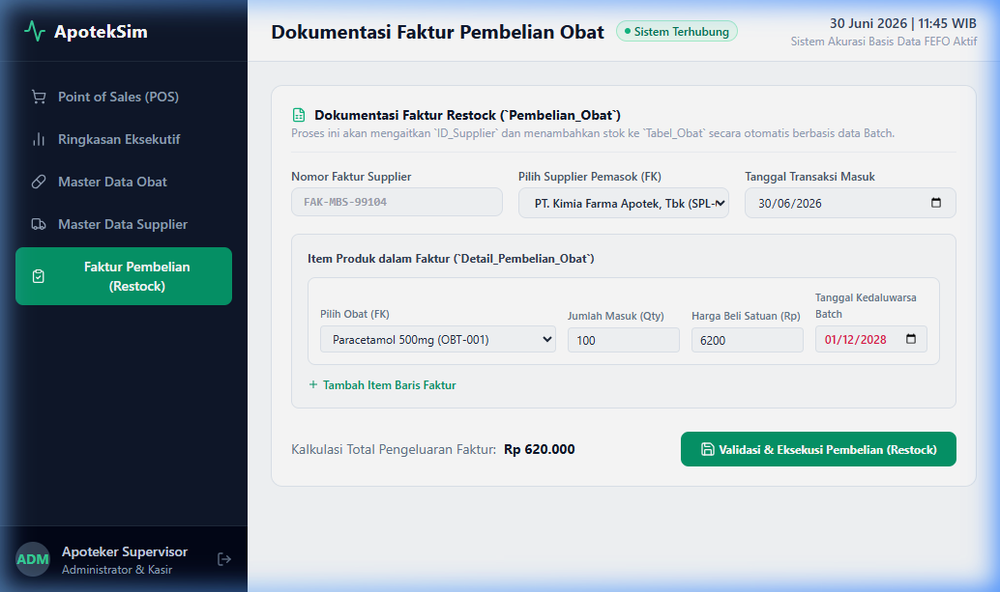 ApotekSim
Point of Sales (POS)
Ringkasan Eksekutif
Master Data Obat
Master Data Supplier
Faktur Pembelian
(Restock)
ADM
Apoteker Supervisor
Administrator & Kasir
Dokumentasi Faktur Pembelian Obat
Sistem Terhubung
30 Juni 2026 | 11:45 WIB
Sistem Akurasi Basis Data FEFO Aktif
Dokumentasi Faktur Restock (`Pembelian_Obat`)
Proses ini akan mengaitkan `ID_Supplier` dan menambahkan stok ke `Tabel_Obat` secara otomatis berbasis data Batch.
Nomor Faktur Supplier
FAK-MBS-99104
Pilih Supplier Pemasok (FK)
PT. Kimia Farma Apotek, Tbk (SPL-
Tanggal Transaksi Masuk
30/06/2026
Item Produk dalam Faktur (`Detail_Pembelian_Obat`)
Pilih Obat (FK)
Paracetamol 500mg (OBT-001)
Jumlah Masuk (Qty)
100
Harga Beli Satuan (Rp)
6200
Tanggal Kedaluwarsa
Batch
01/12/2028
+ Tambah Item Baris Faktur
Kalkulasi Total Pengeluaran Faktur: Rp 620.000
Validasi & Eksekusi Pembelian (Restock)